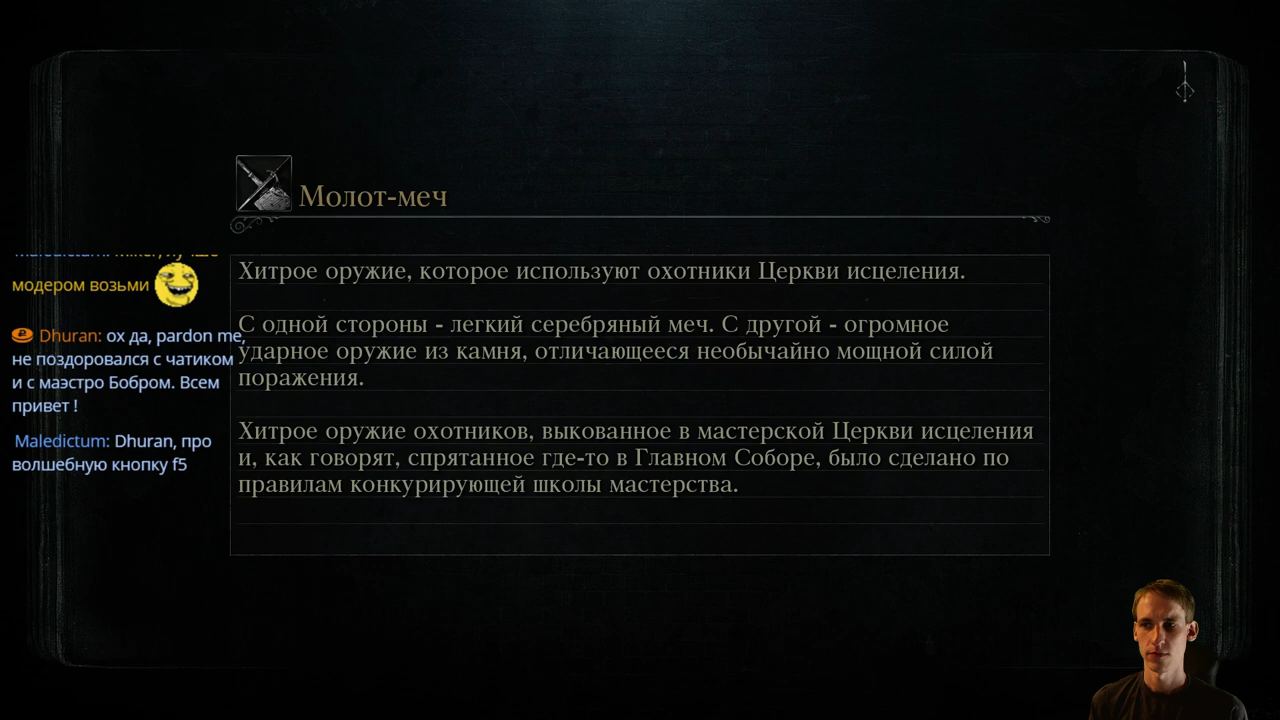 Молот-меч
модером возьми
Dhuran: ох да, pardon me,
не поздоровался с чатиком
и с маэстро Бобром. Всем
привет !
Maledictum: Dhuran, про
волшебную кнопку f5
Хитрое оружие, которое используют охотники Церкви исцеления.
С одной стороны - легкий серебряный меч. С другой - огромное
ударное оружие из камня, отличающееся необычайно мощной силой
поражения.
Хитрое оружие охотников, выкованное в мастерской Церкви исцеления
и, как говорят, спрятанное где-то в Главном Соборе, было сделано по
правилам конкурирующей школы мастерства.